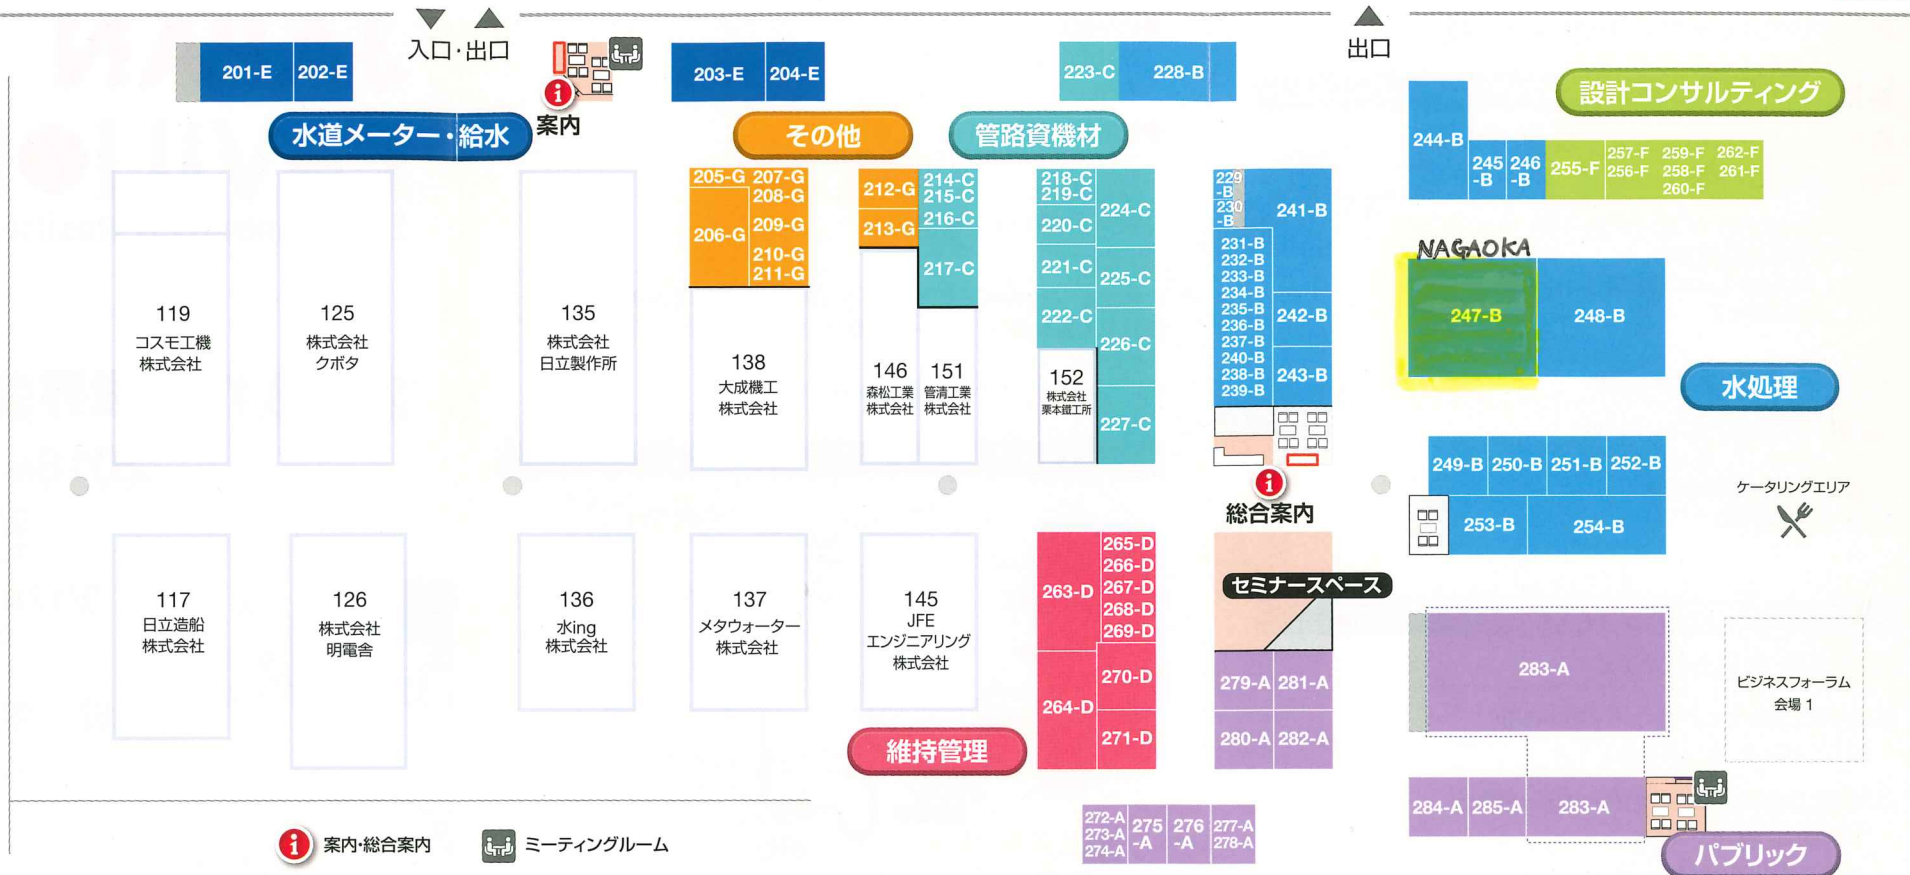 入口・出口
出口
201-E
202-E
案内
203-E
204-E
223-C
228-B
水道メーター・給水
その他
管路資機材
設計コンサルティング
244-B
245
-B
246
-B
255-F
257-F
259-F
262-F
256-F
258-F
261-F
260-F
119
コスモ工機
株式会社
125
株式会社
クボタ
135
株式会社
日立製作所
205-G
207-G
208-G
206-G
209-G
210-G
211-G
138
大成機工
株式会社
212-G
213-G
214-C
215-C
216-C
217-C
146
森松工業
株式会社
151
管清工業
株式会社
218-C
219-C
220-C
221-C
222-C
224-C
225-C
226-C
227-C
152
株式会社
栗本鐵工所
229
-B
230
-B
231-B
232-B
233-B
234-B
235-B
236-B
237-B
240-B
238-B
239-B
241-B
242-B
243-B
総合案内
NAGAOKA
247-B
248-B
水処理
249-B
250-B
251-B
252-B
253-B
254-B
ケータリングエリア
117
日立造船
株式会社
126
株式会社
明電舎
136
水ing
株式会社
137
メタウォーター
株式会社
145
JFE
エンジニアリング
株式会社
維持管理
263-D
264-D
265-D
266-D
267-D
268-D
269-D
270-D
271-D
セミナースペース
279-A
281-A
280-A
282-A
283-A
ビジネスフォーラム
会場 1
272-A
273-A
274-A
275
-A
276
-A
277-A
278-A
284-A
285-A
283-A
パブリック
案内・総合案内
ミーティングルーム